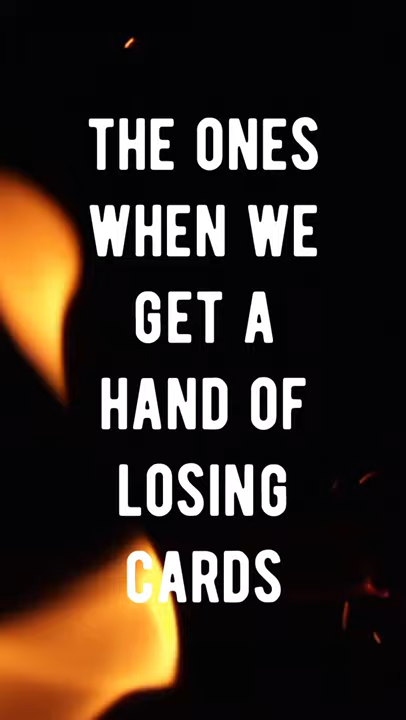 THE ONES
WHEN WE
GET A
HAND OF
LOSING
CARDS